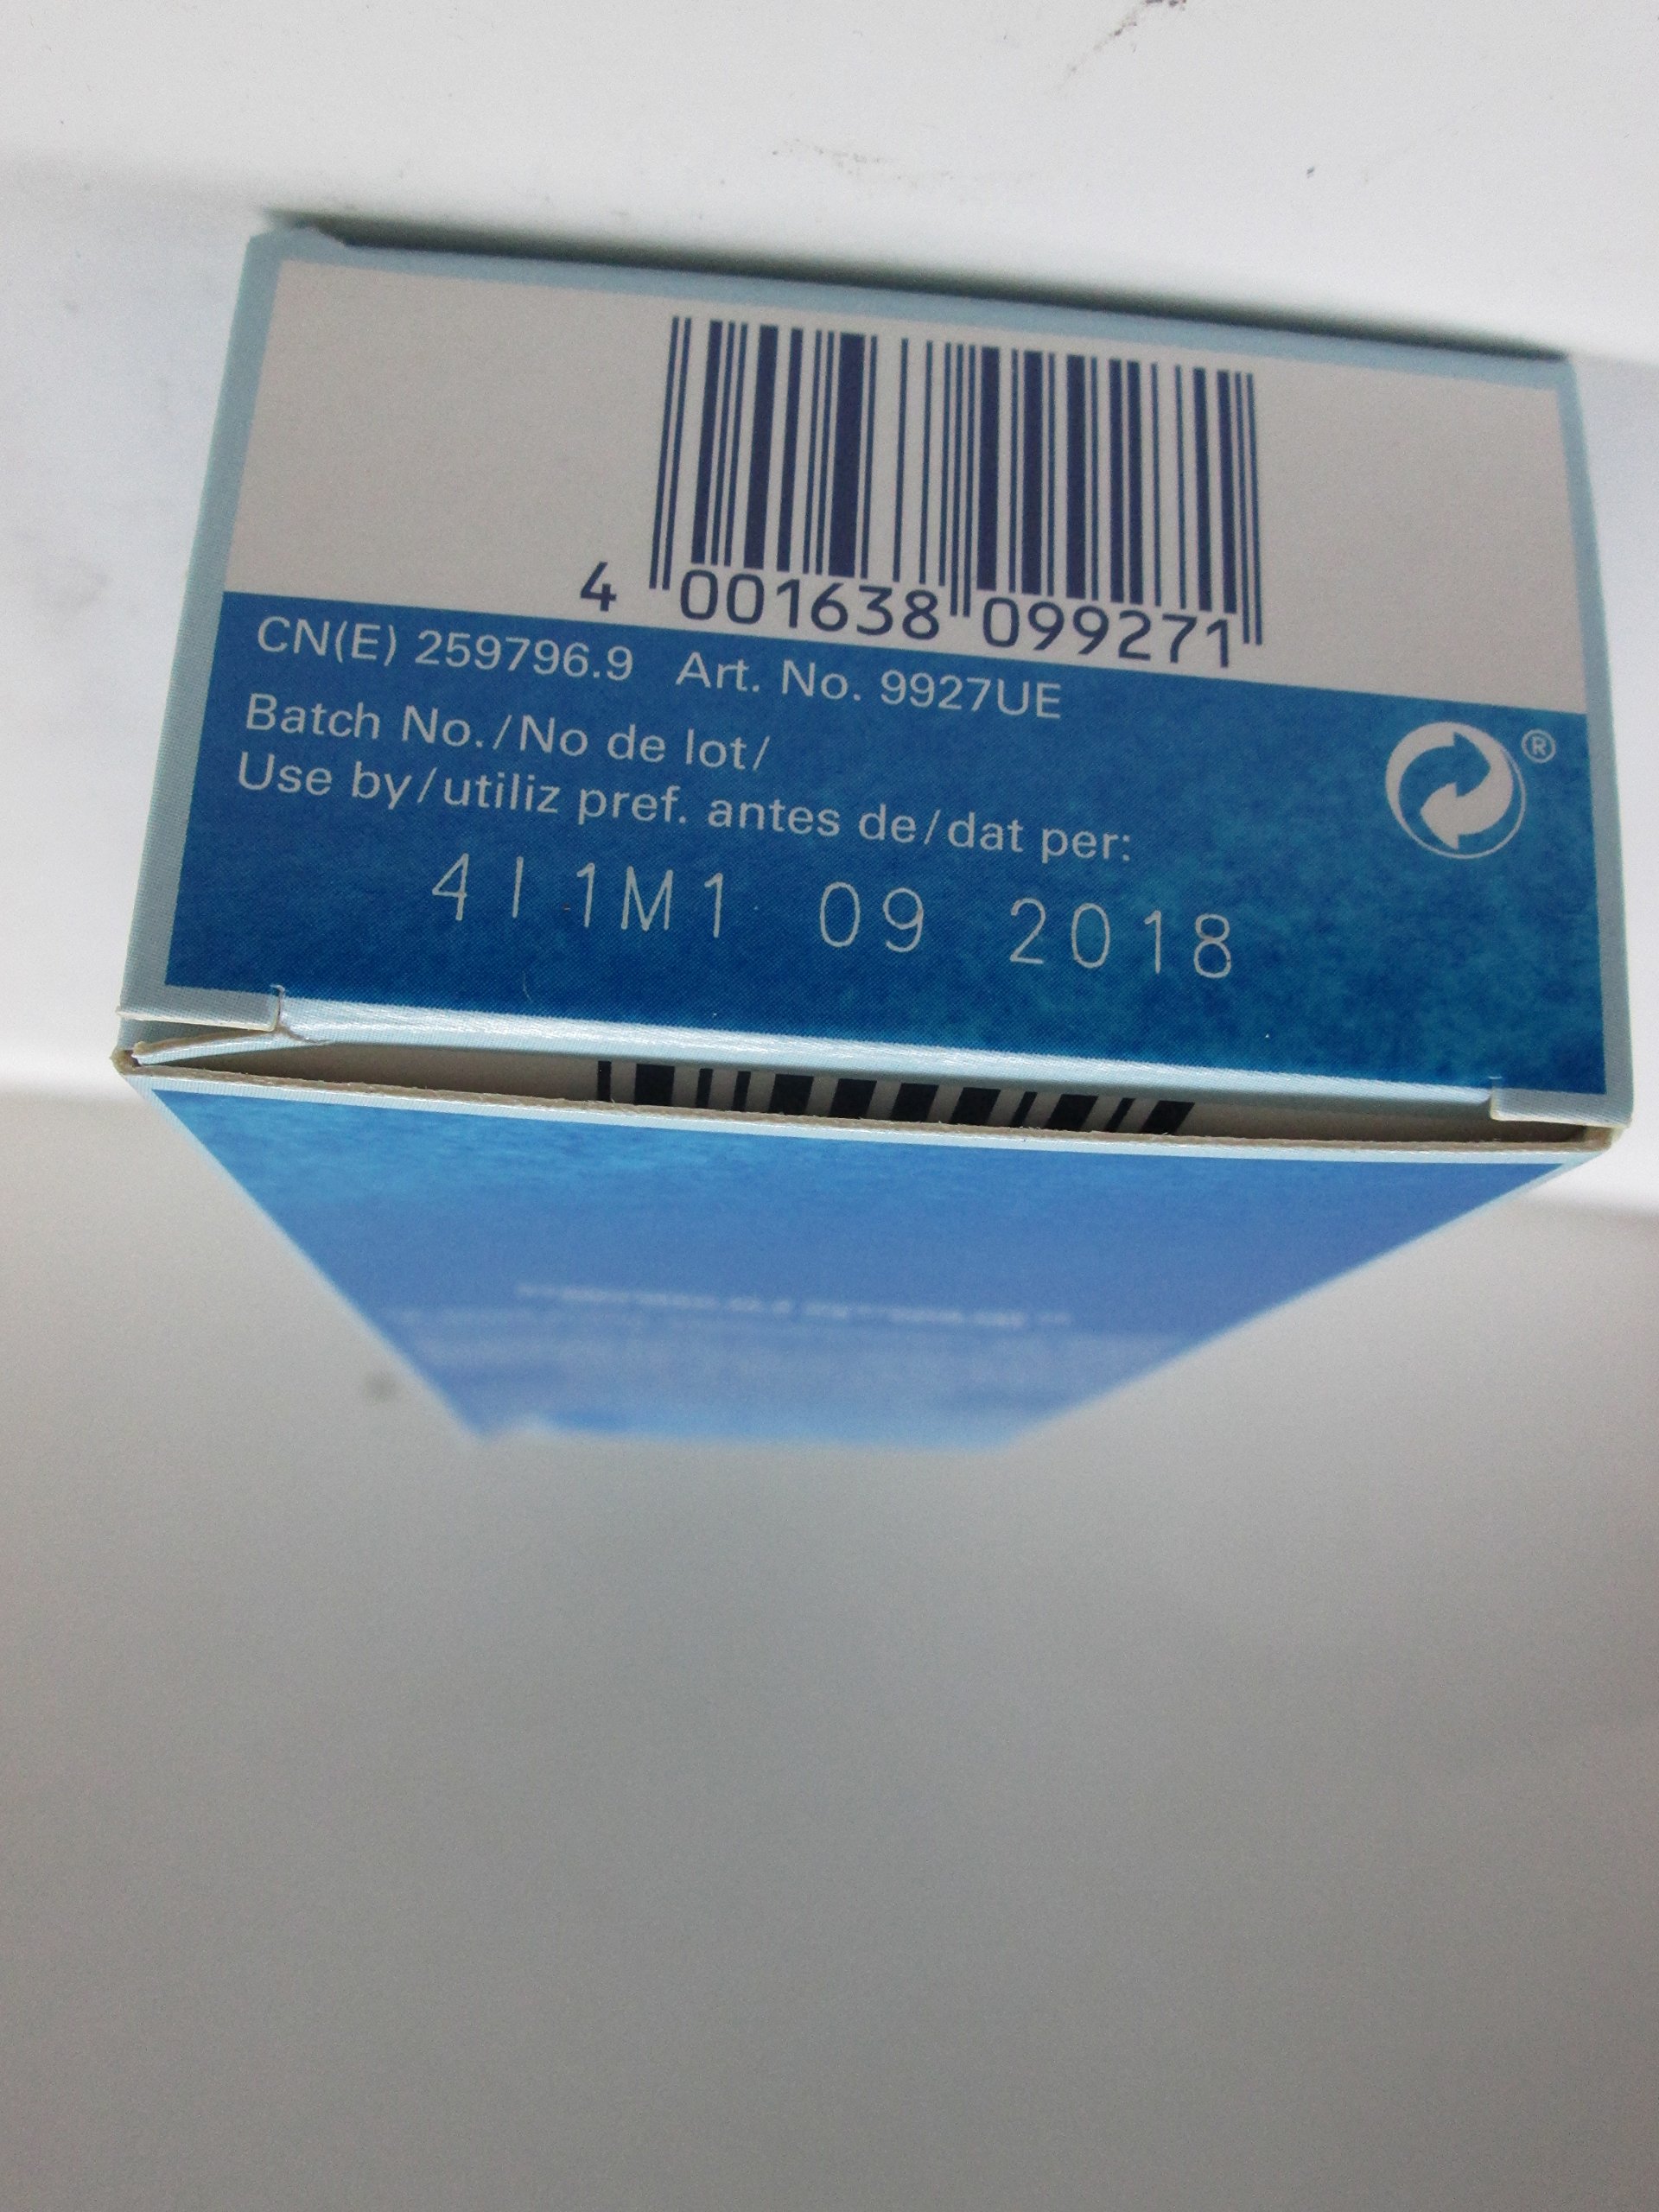 4 001638 099271
CN(E) 259796.9 Art. No. 9927UE
Batch No./No de lot/
Use by/utiliz pref. antes de/dat per:
®
4I1M1 09 2018